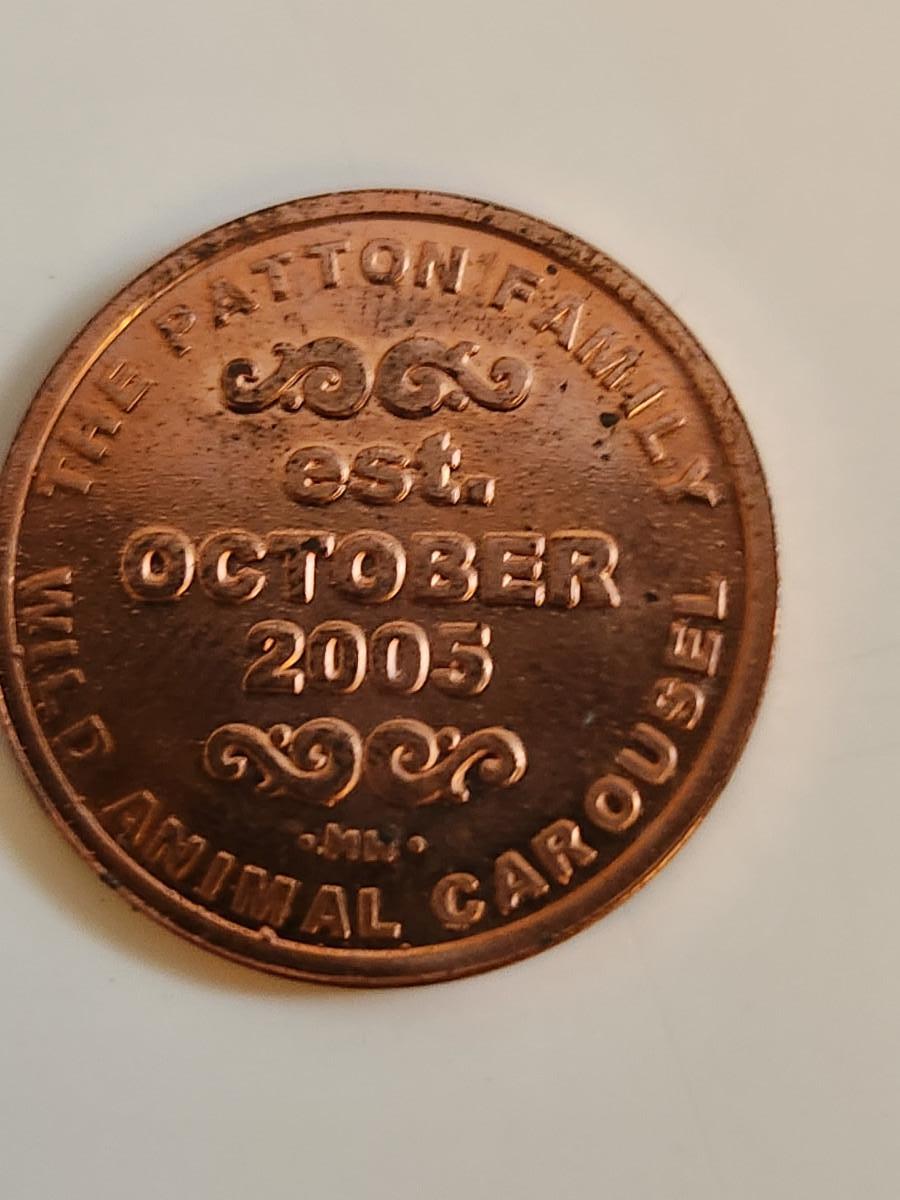 THE PATTON FAMILY
est.
OCTOBER
2005
·MW·
WILD ANIMAL CAROUSEL